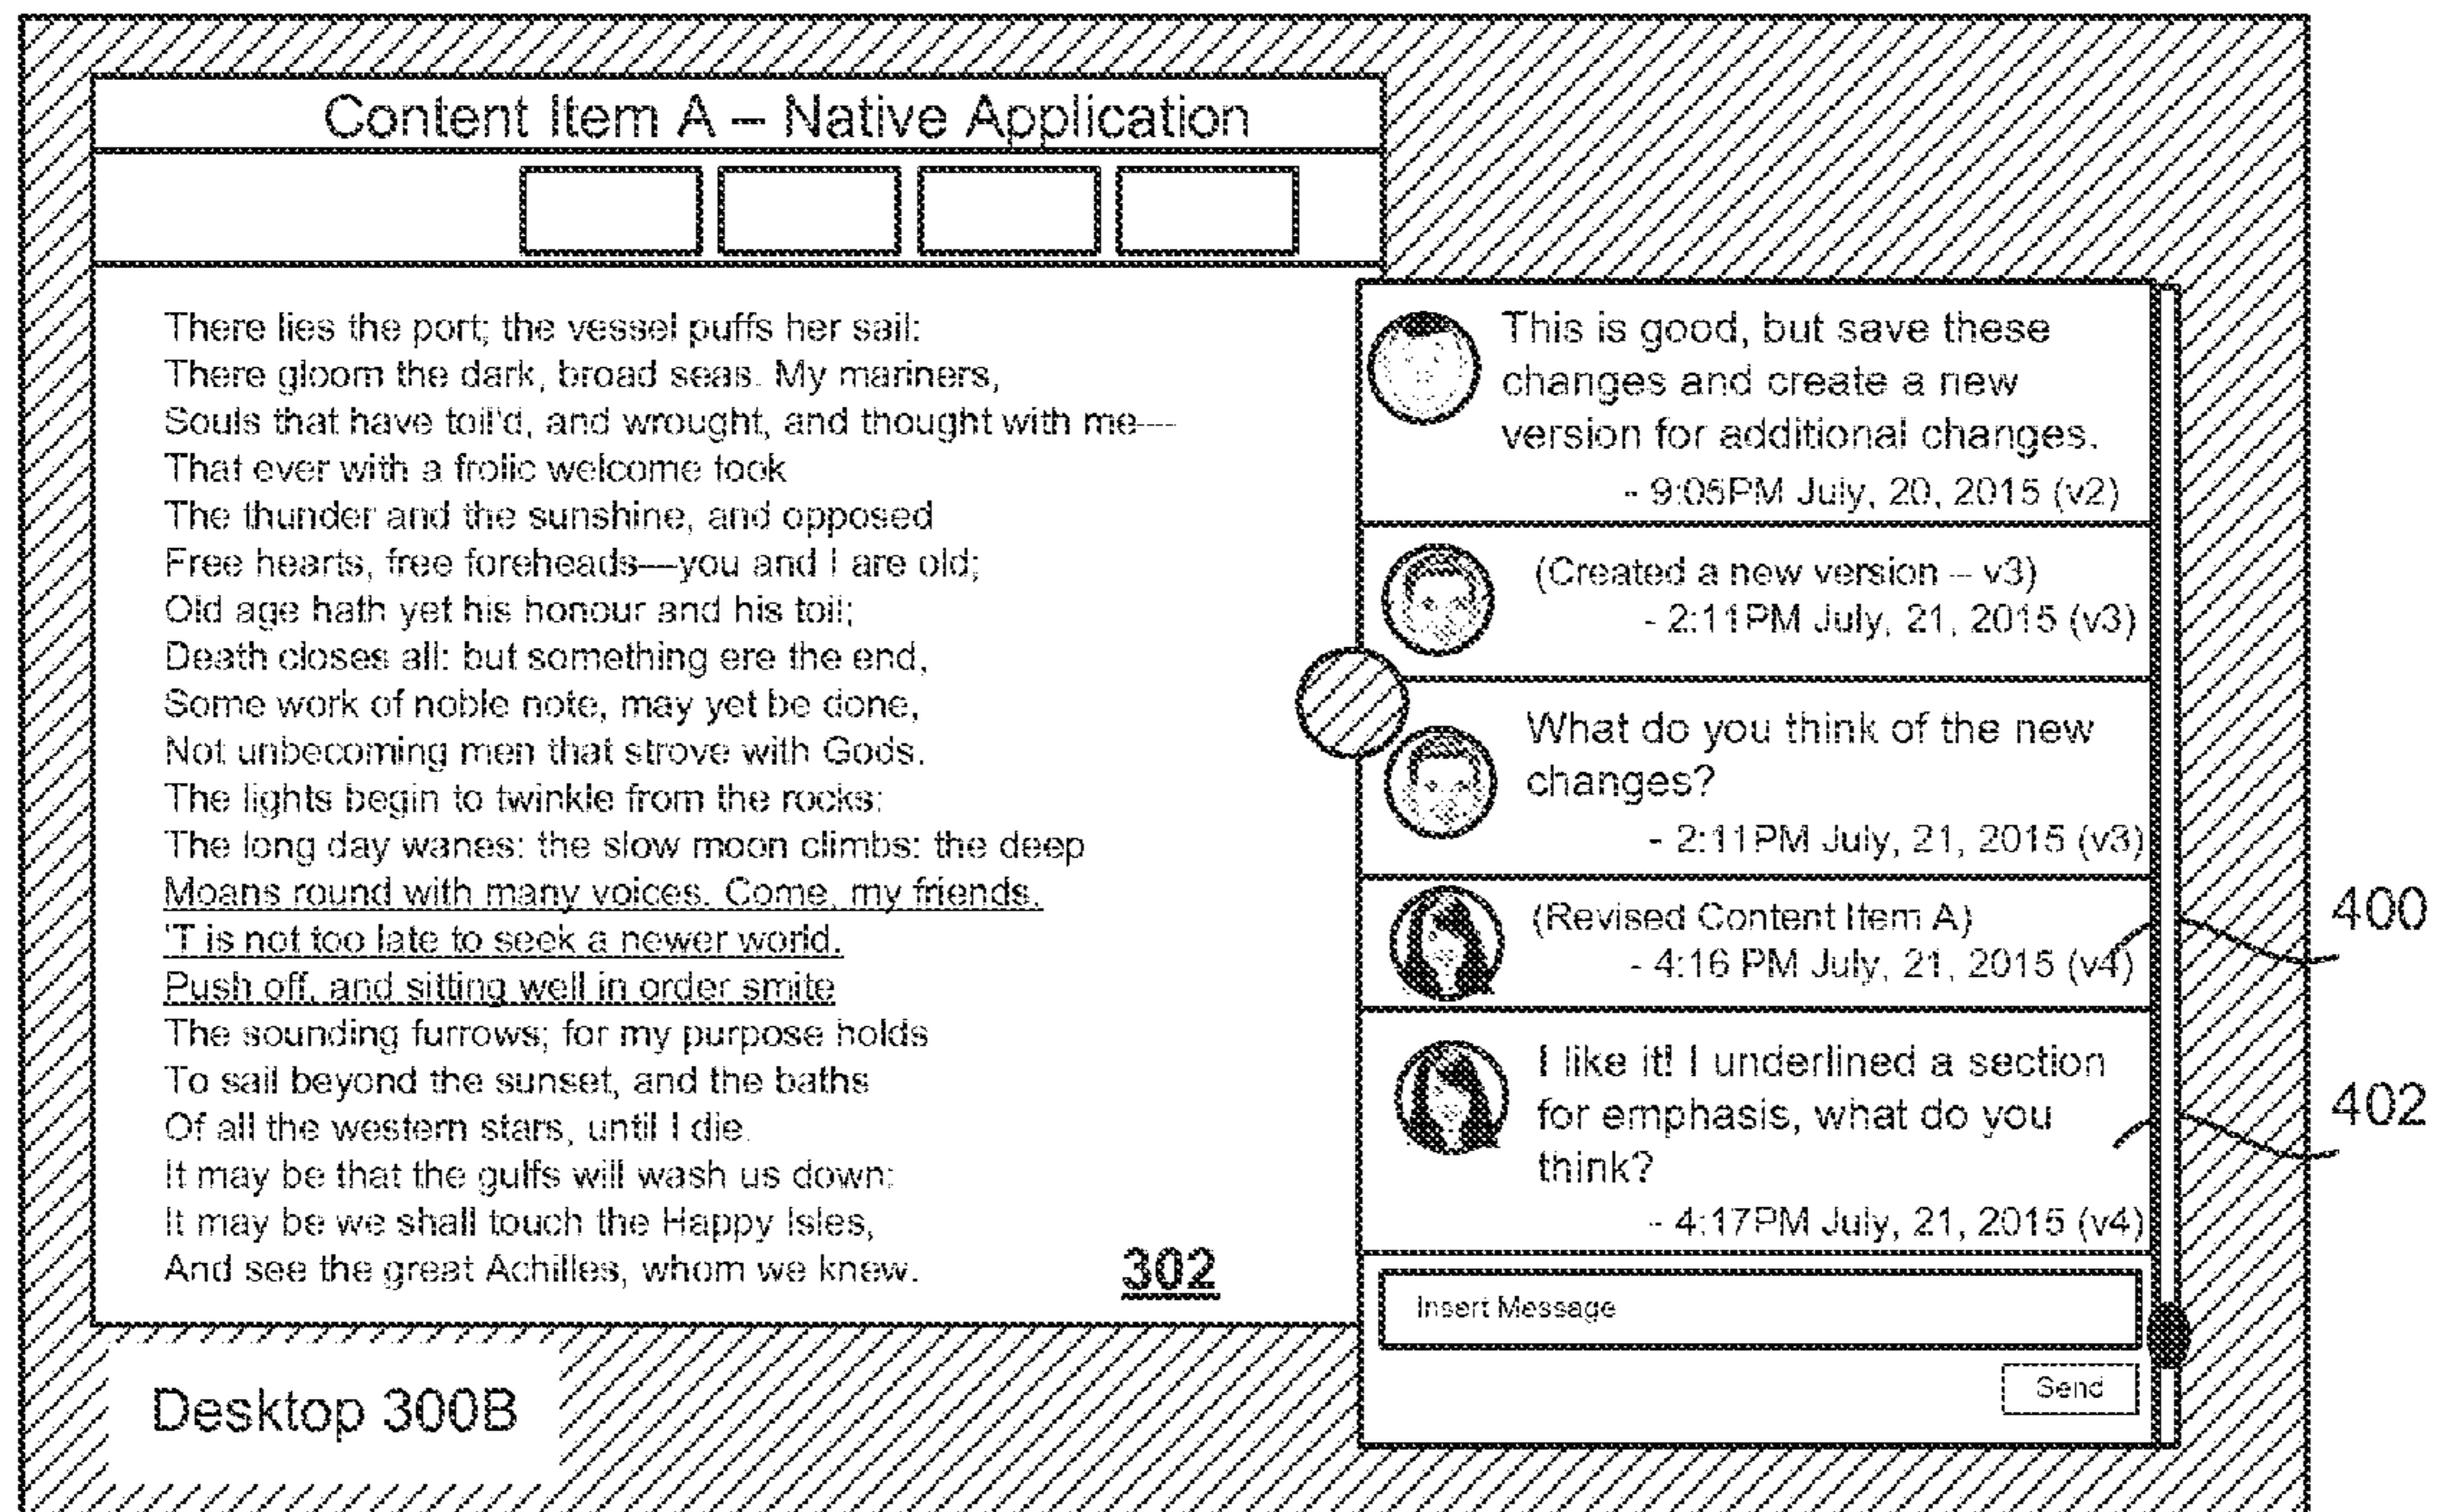 Content Item A – Native Application
There lies the port; the vessel puffs her sail:
There gloom the dark, broad seas. My mariners,
Souls that have toil'd, and wrought, and thought with me—
That ever with a frolic welcome took
The thunder and the sunshine, and opposed
Free hearts, free foreheads—you and I are old;
Old age hath yet his honour and his toil;
Death closes all: but something ere the end,
Some work of noble note, may yet be done,
Not unbecoming men that strove with Gods.
The lights begin to twinkle from the rocks:
The long day wanes: the slow moon climbs: the deep
Moans round with many voices. Come, my friends,
'T is not too late to seek a newer world.
Push off, and sitting well in order smite
The sounding furrows; for my purpose holds
To sail beyond the sunset, and the baths
Of all the western stars, until I die.
It may be that the gulfs will wash us down:
It may be we shall touch the Happy Isles,
And see the great Achilles, whom we knew.
302
This is good, but save these
changes and create a new
version for additional changes.
- 9:05PM July, 20, 2015 (v2)
(Created a new version – v3)
- 2:11PM July, 21, 2015 (v3)
What do you think of the new
changes?
- 2:11PM July, 21, 2015 (v3)
(Revised Content Item A)
- 4:16 PM July, 21, 2015 (v4)
400
I like it! I underlined a section
for emphasis, what do you
think?
- 4:17PM July, 21, 2015 (v4)
402
Insert Message
Send
Desktop 300B